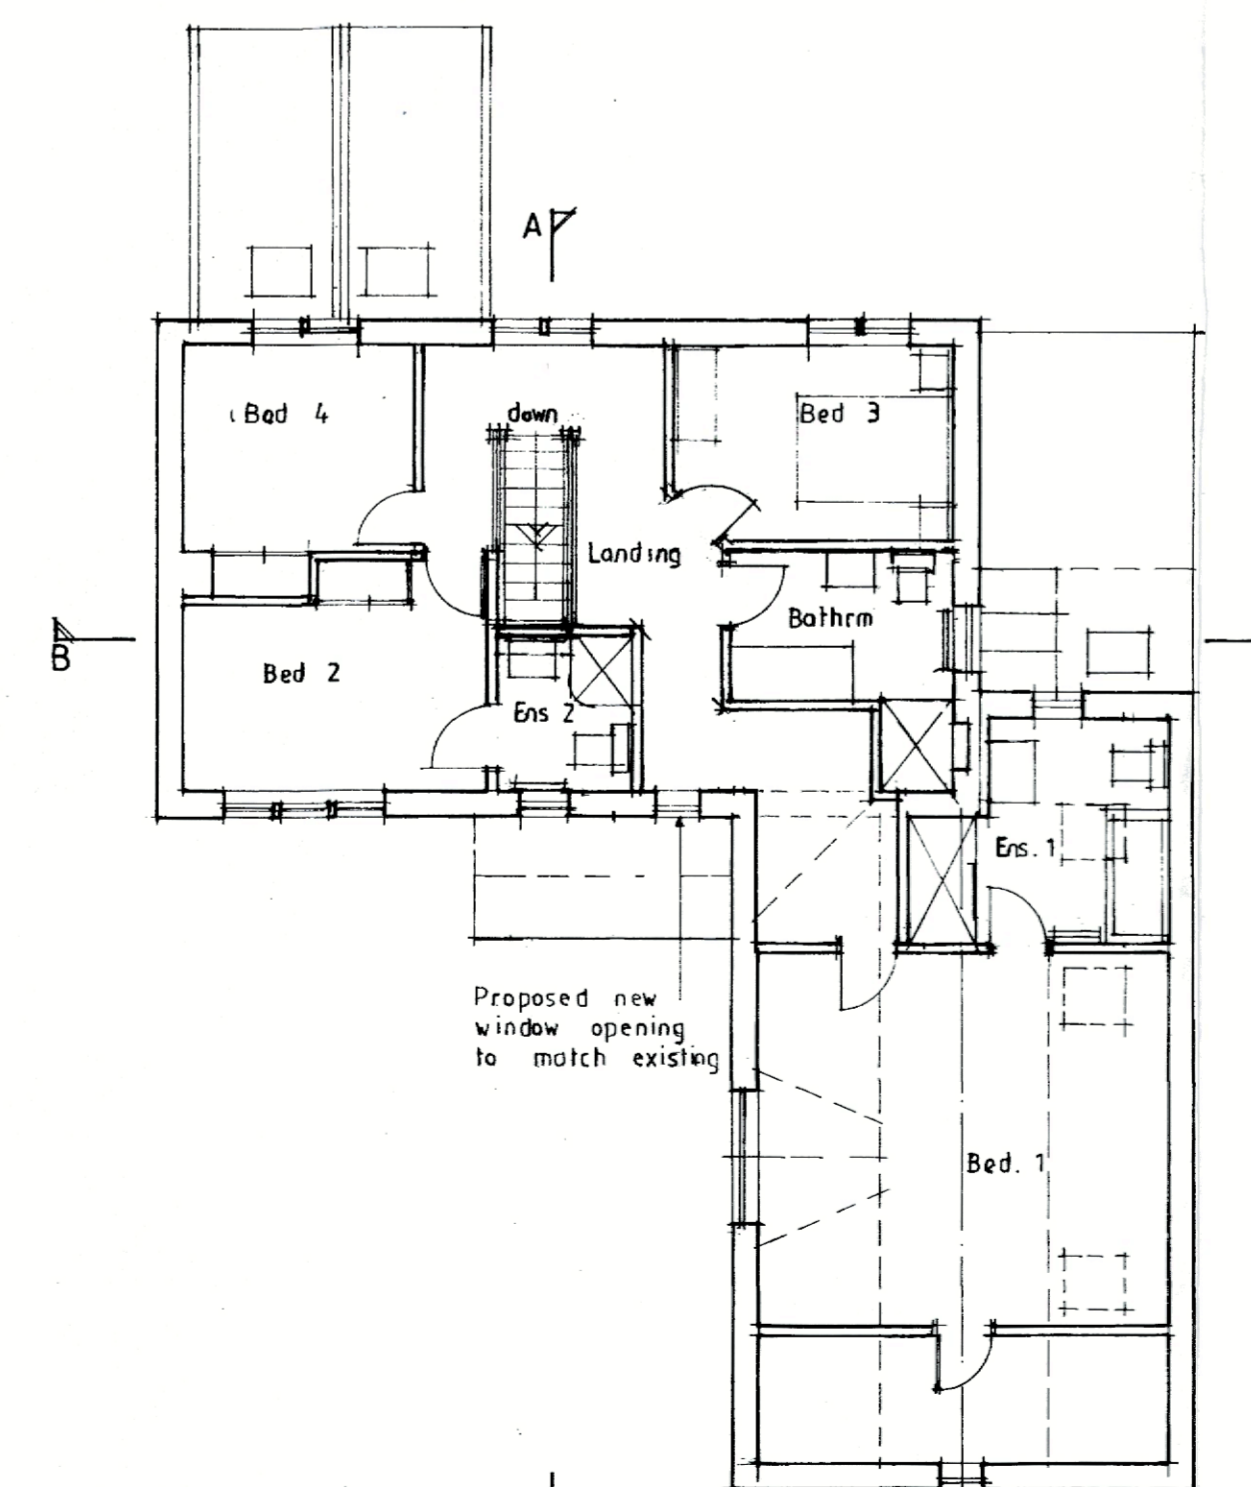 A
Bed 4
down
Bed 3
Landing
Bathrm
B
Bed 2
Ens 2
Ens. 1
Proposed new
window opening
to match existing
Bed. 1